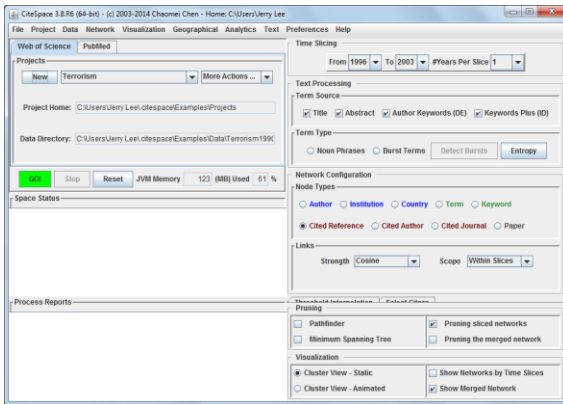 CiteSpace 3.8.R6 (64-bit) - (c) 2003-2014 Chaomei Chen - Home: C:\Users\Jerry Lee
File Project Data Network Visualization Geographical Analytics Text Preferences Help
Web of Science PubMed
Projects
New Terrorism More Actions ...
Project Home: C:\Users\Jerry Lee\.citespace\Examples\Projects
Data Directory: C:\Users\Jerry Lee\.citespace\Examples\Data\Terrorism1990
GO! Stop Reset JVM Memory 123 (MB) Used 61 %
Space Status
Process Reports
Time Slicing
From 1996 To 2003 #Years Per Slice 1
Text Processing
Term Source
Title Abstract Author Keywords (DE) Keywords Plus (ID)
Term Type
Noun Phrases Burst Terms Detect Bursts Entropy
Network Configuration
Node Types
Author Institution Country Term Keyword
Cited Reference Cited Author Cited Journal Paper
Links
Strength Cosine Scope Within Slices
Pruning
Pathfinder Pruning sliced networks
Minimum Spanning Tree Pruning the merged network
Visualization
Cluster View - Static Show Networks by Time Slices
Cluster View - Animated Show Merged Network